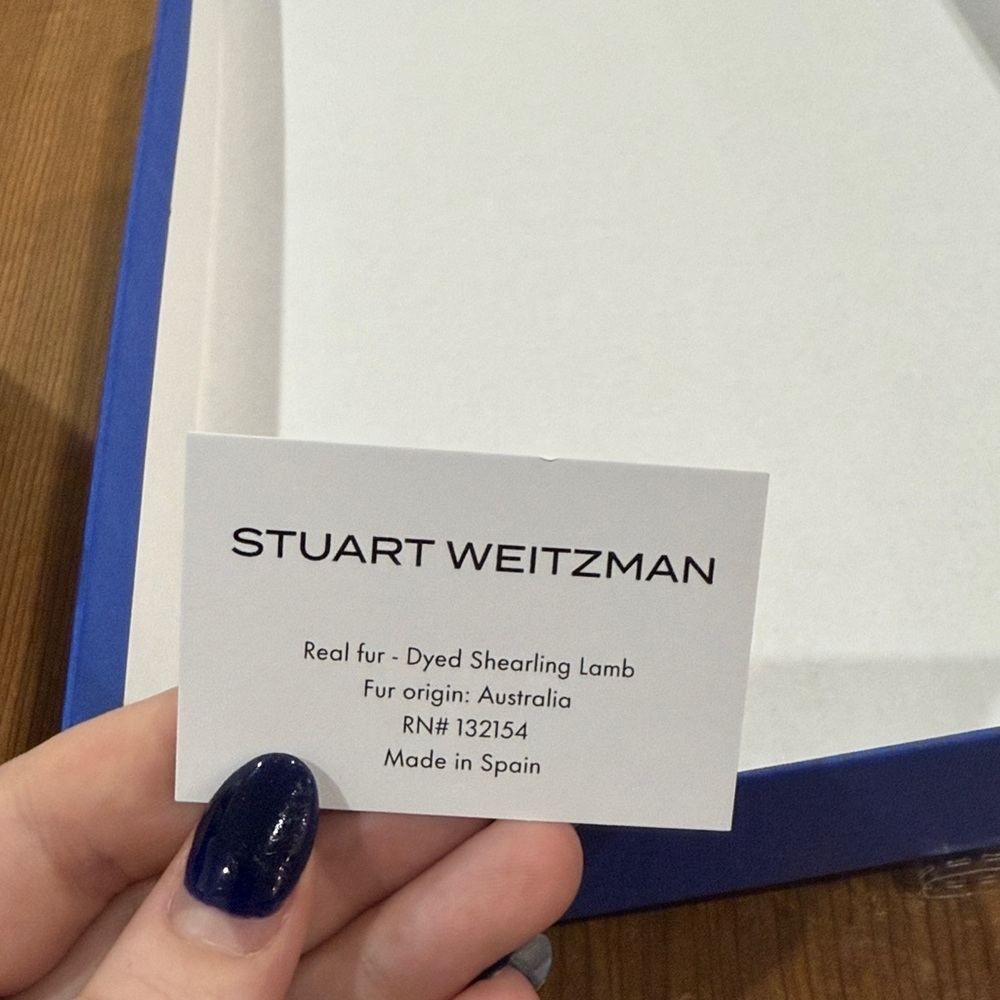 STUART WEITZMAN
Real fur - Dyed Shearling Lamb
Fur origin: Australia
RN# 132154
Made in Spain